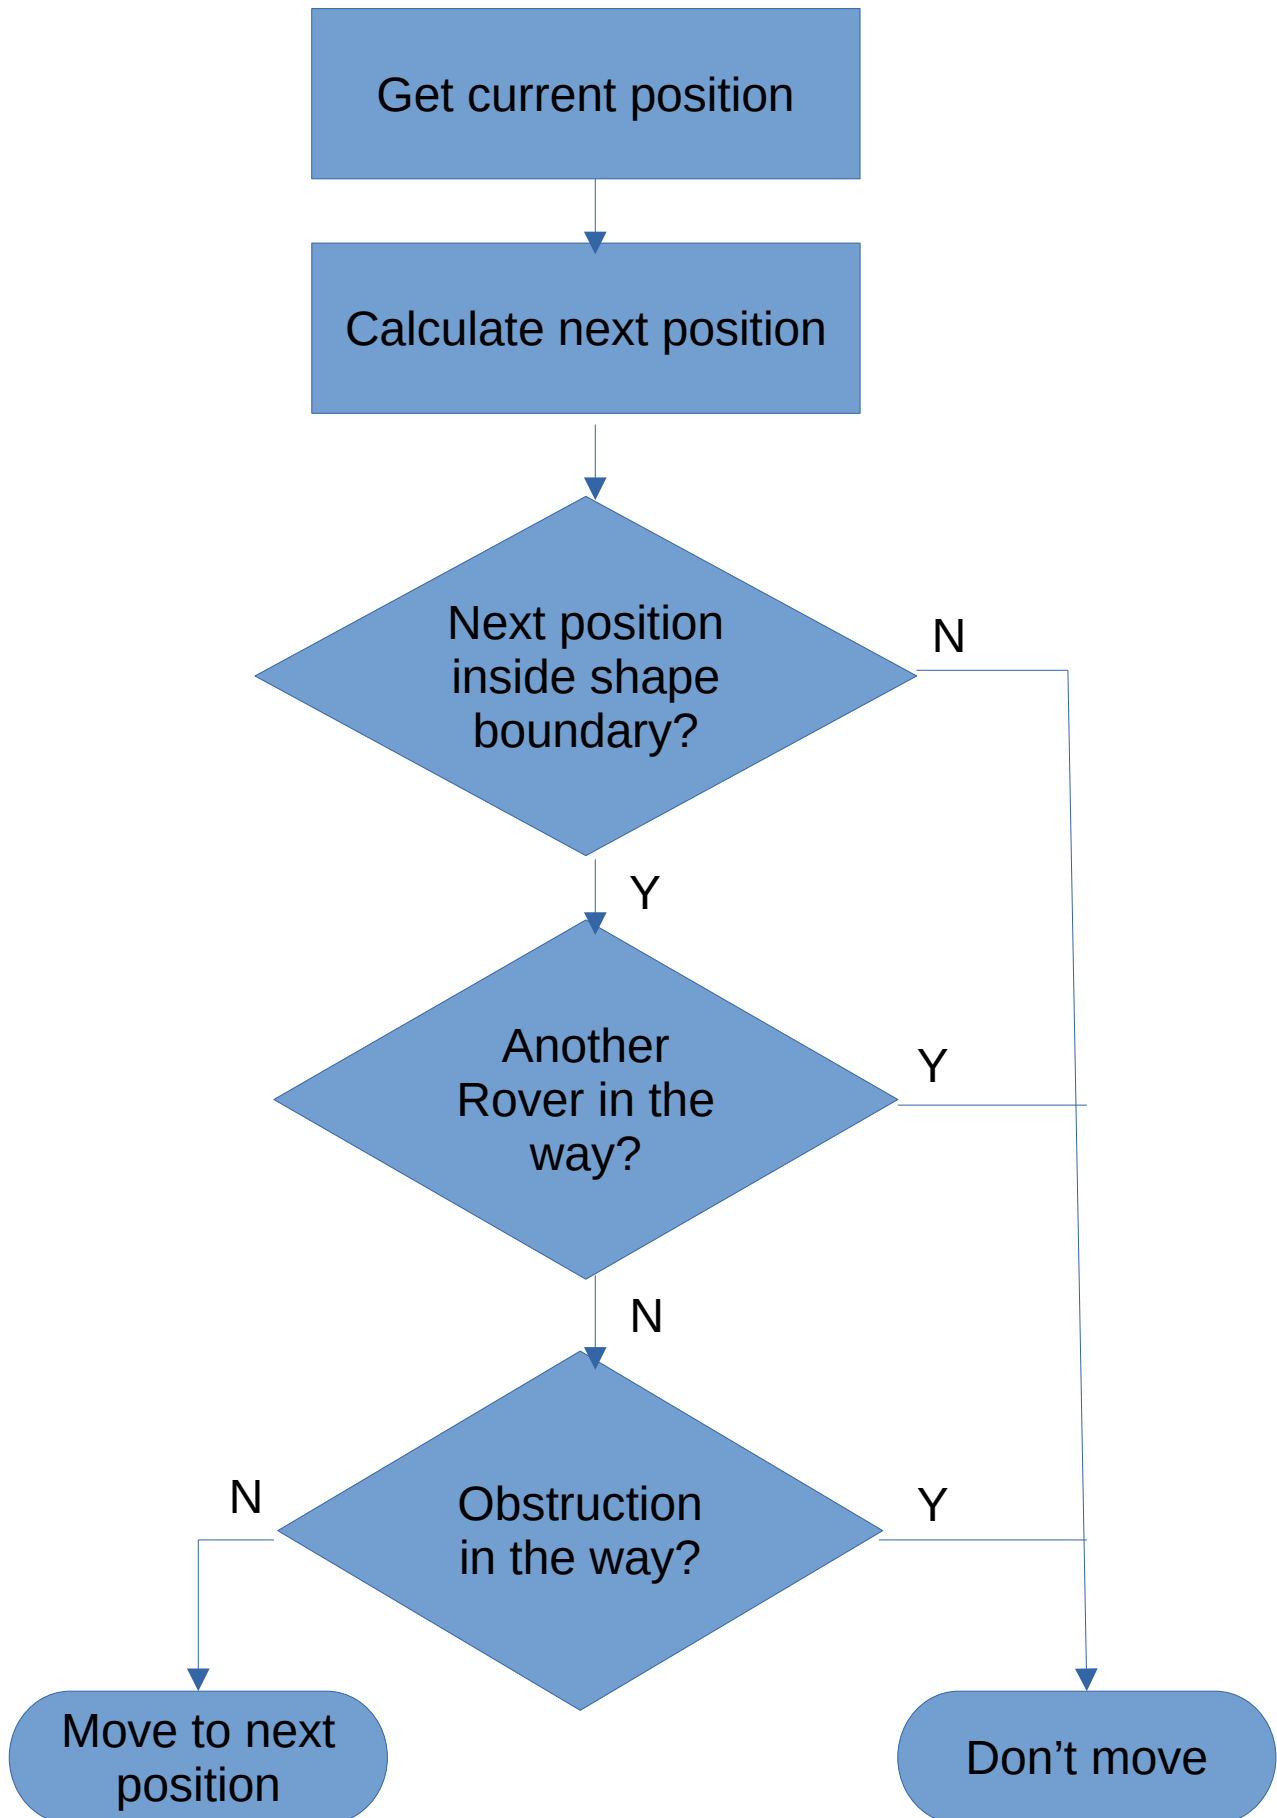 Get current position
Calculate next position
Next position
inside shape
boundary?
N
Y
Another
Rover in the
way?
Y
N
Obstruction
in the way?
N
Y
Move to next
position
Don’t move